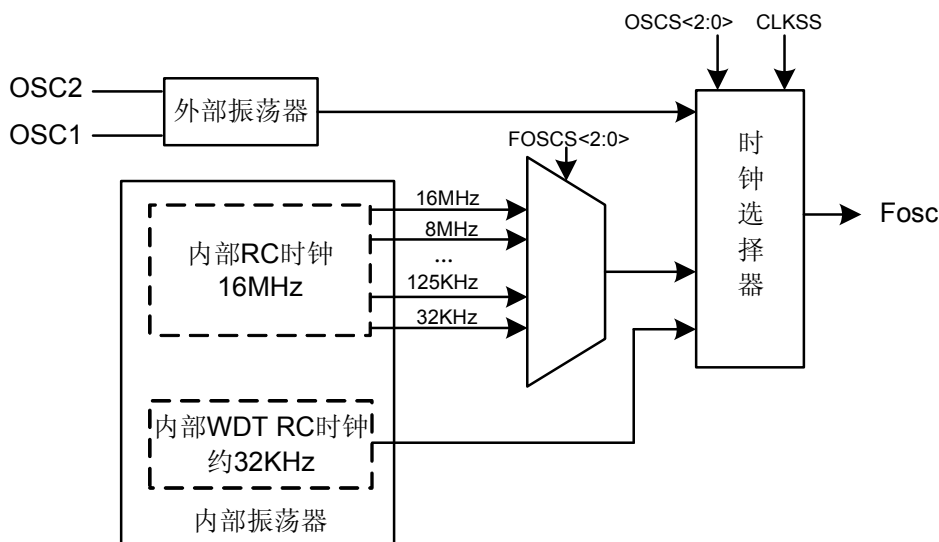 OSCS<2:0>
CLKSS
OSC2
OSC1
外部振荡器
FOSCS<2:0>
时钟选择器
Fosc
内部RC时钟
16MHz
16MHz
8MHz
...
125KHz
32KHz
内部WDT RC时钟
约32KHz
内部振荡器